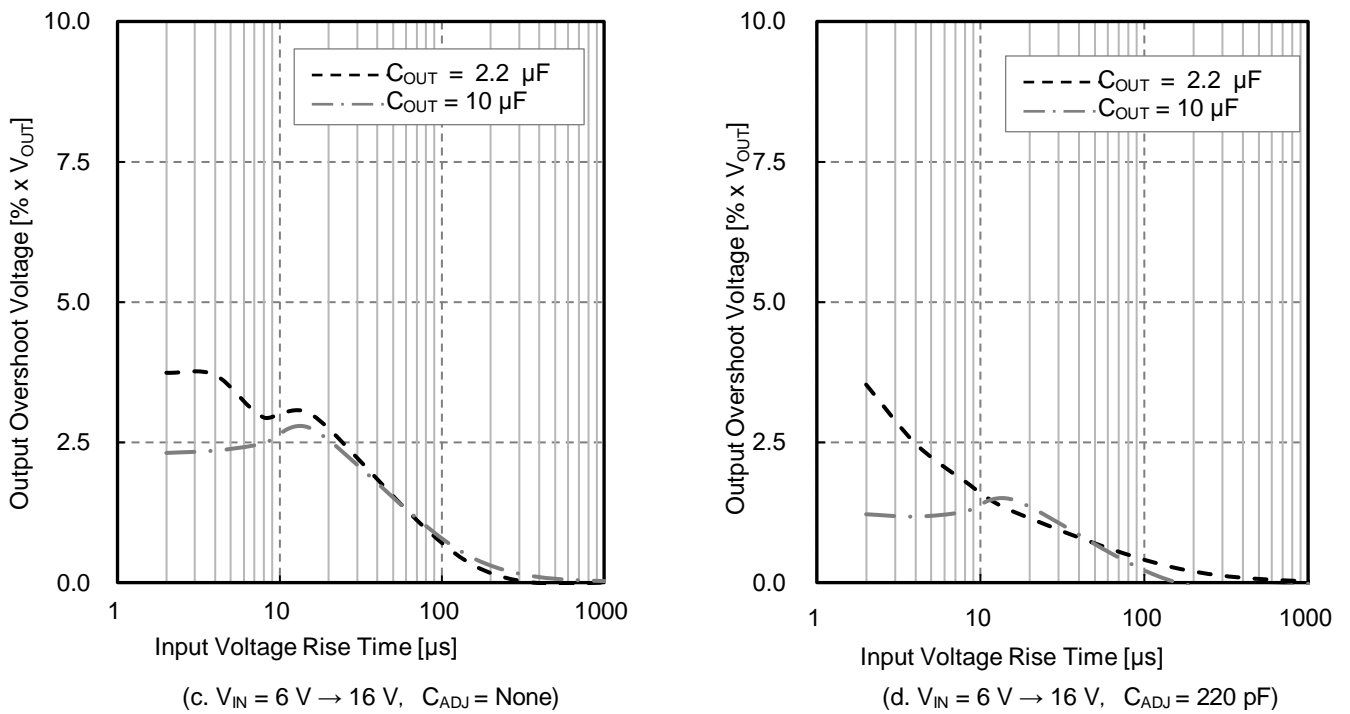 Output Overshoot Voltage [% x VOUT]
10.0
7.5
5.0
2.5
0.0
COUT = 2.2 µF
COUT = 10 µF
1
10
100
1000
Input Voltage Rise Time [µs]
(c. VIN = 6 V → 16 V, CADJ = None)
Output Overshoot Voltage [% x VOUT]
10.0
7.5
5.0
2.5
0.0
COUT = 2.2 µF
COUT = 10 µF
1
10
100
1000
Input Voltage Rise Time [µs]
(d. VIN = 6 V → 16 V, CADJ = 220 pF)